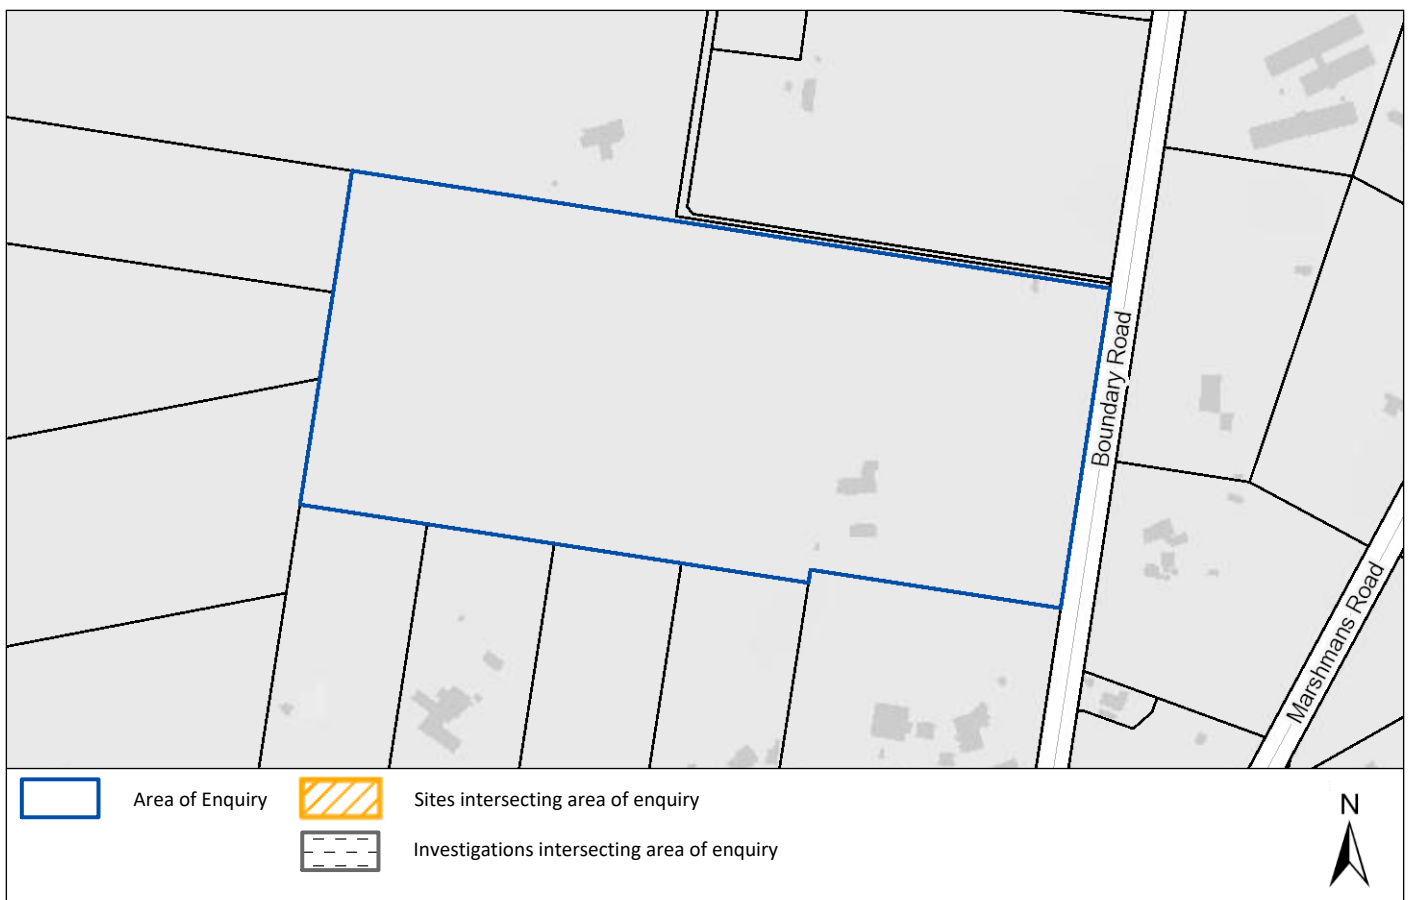 Boundary Road
Marshmans Road
Area of Enquiry
Sites intersecting area of enquiry
Investigations intersecting area of enquiry
N